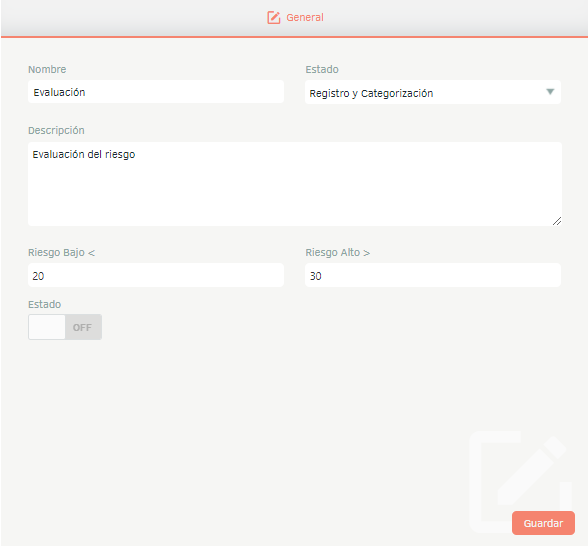 General
Nombre
Estado
Evaluación
Registro y Categorización
Descripción
Evaluación del riesgo
Riesgo Bajo <
Riesgo Alto >
20
30
Estado
OFF
Guardar